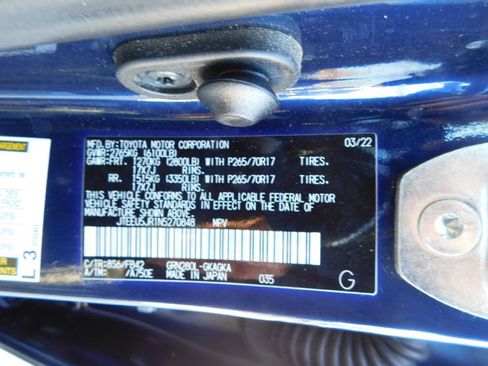 MFD.BY:TOYOTA MOTOR CORPORATION 03/22
GVWR:2765KG (6100LB)
GAWR:FRT. 1270KG (2800LB) WITH P265/70R17 TIRES.
17X7J
RR. 1515KG (3350LB) WITH P265/70R17 TIRES.
17X7J
THIS VEHICLE CONFORMS TO ALL APPLICABLE FEDERAL MOTOR
VEHICLE SAFETY STANDARDS IN EFFECT ON THE DATE OF
MANUFACTURE SHOWN ABOVE.
JTEEU5JR1N5270848 MPV
C/TR:8S6/FB42 GRN280L-GKAGKA
A/TM: /A750E MADE IN JAPAN 035
G
L 3